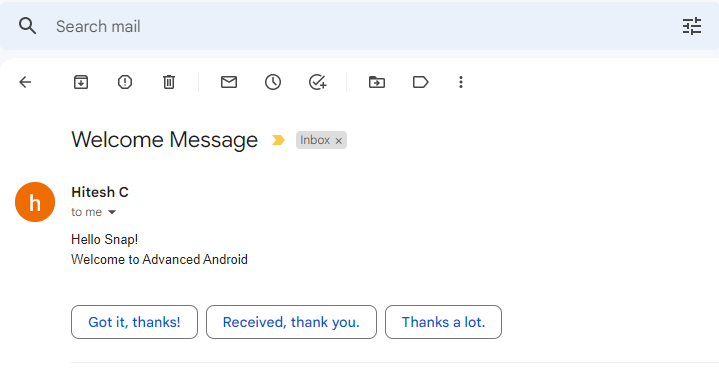 Search mail
Welcome Message Inbox ×
h
Hitesh C
to me
Hello Snap!
Welcome to Advanced Android
Got it, thanks! Received, thank you. Thanks a lot.